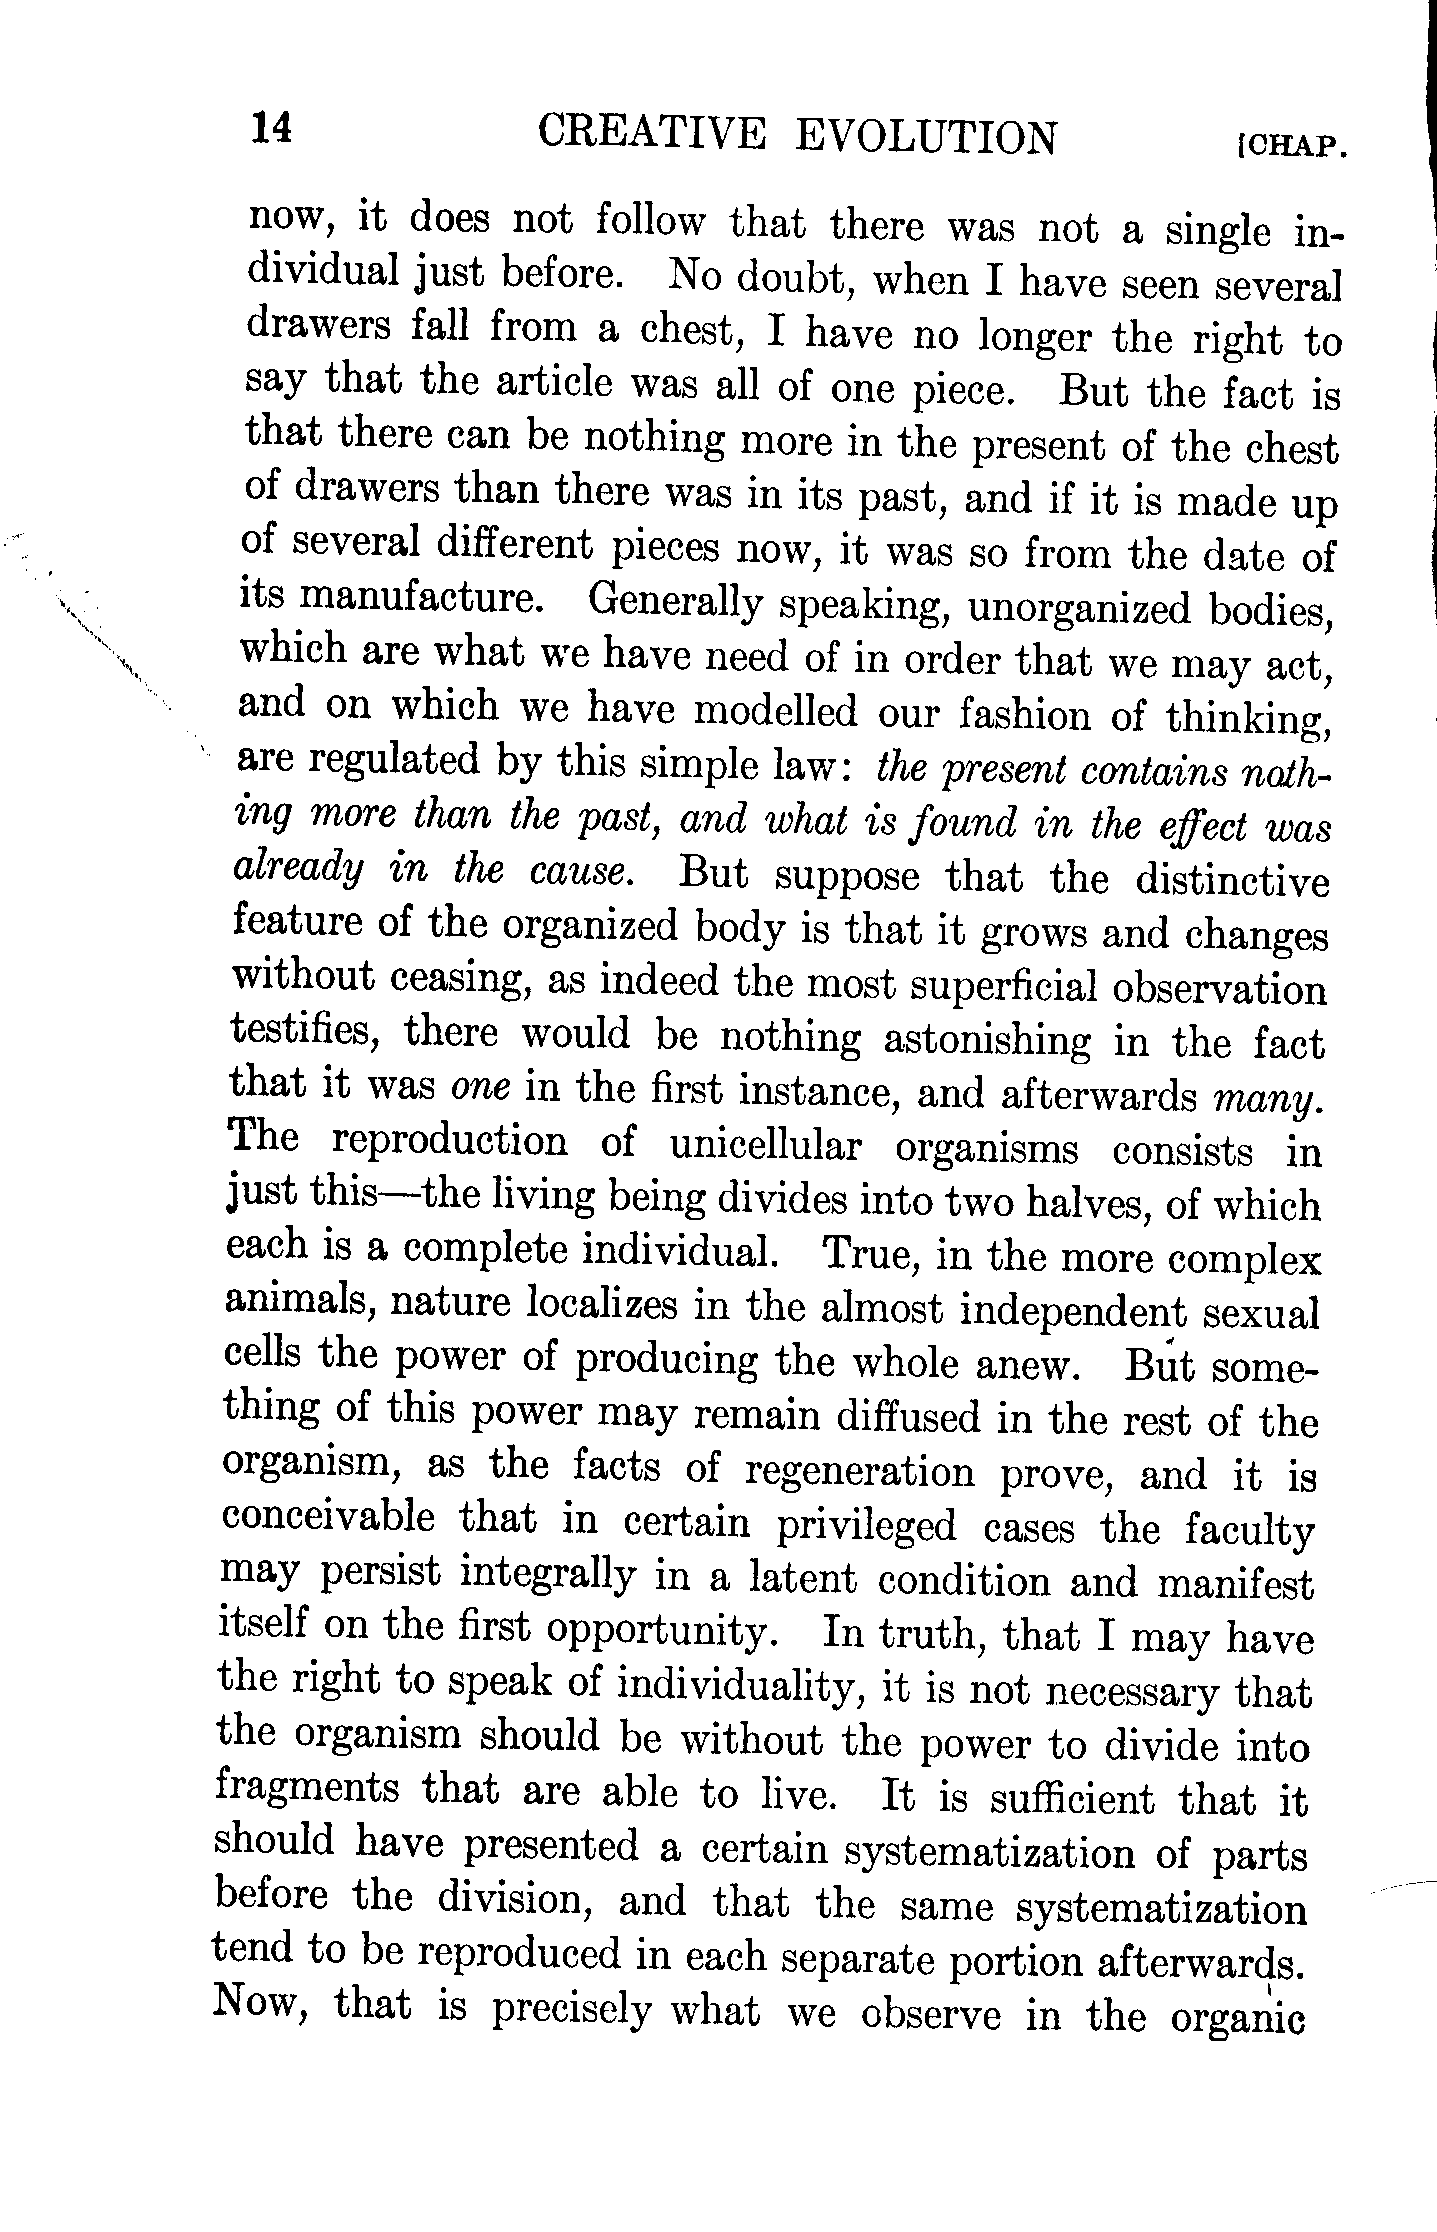 14 CREATIVE EVOLUTION [CHAP.
now, it does not follow that there was not a single in-
dividual just before. No doubt, when I have seen several
drawers fall from a chest, I have no longer the right to
say that the article was all of one piece. But the fact is
that there can be nothing more in the present of the chest
of drawers than there was in its past, and if it is made up
of several different pieces now, it was so from the date of
its manufacture. Generally speaking, unorganized bodies,
which are what we have need of in order that we may act,
and on which we have modelled our fashion of thinking,
are regulated by this simple law: the present contains noth-
ing more than the past, and what is found in the effect was
already in the cause. But suppose that the distinctive
feature of the organized body is that it grows and changes
without ceasing, as indeed the most superficial observation
testifies, there would be nothing astonishing in the fact
that it was one in the first instance, and afterwards many.
The reproduction of unicellular organisms consists in
just this—the living being divides into two halves, of which
each is a complete individual. True, in the more complex
animals, nature localizes in the almost independent sexual
cells the power of producing the whole anew. But some-
thing of this power may remain diffused in the rest of the
organism, as the facts of regeneration prove, and it is
conceivable that in certain privileged cases the faculty
may persist integrally in a latent condition and manifest
itself on the first opportunity. In truth, that I may have
the right to speak of individuality, it is not necessary that
the organism should be without the power to divide into
fragments that are able to live. It is sufficient that it
should have presented a certain systematization of parts
before the division, and that the same systematization
tend to be reproduced in each separate portion afterwards.
Now, that is precisely what we observe in the organic